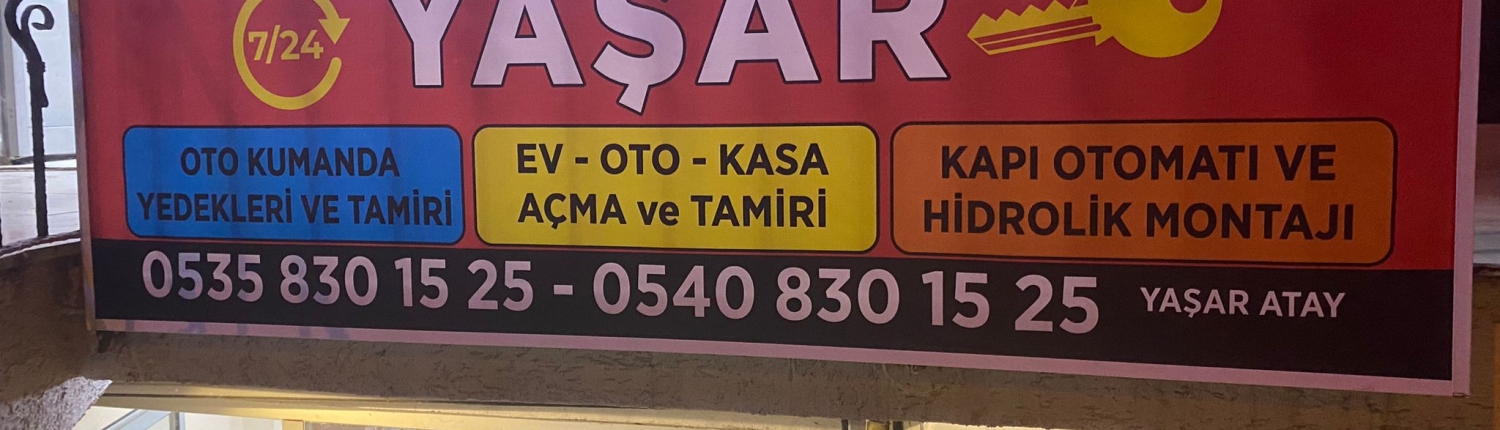 7/24
YAŞAR
OTO KUMANDA
YEDEKLERİ VE TAMİRİ
EV - OTO - KASA
AÇMA ve TAMİRİ
KAPI OTOMATI VE
HİDROLİK MONTAJI
0535 830 15 25 - 0540 830 15 25 YAŞAR ATAY